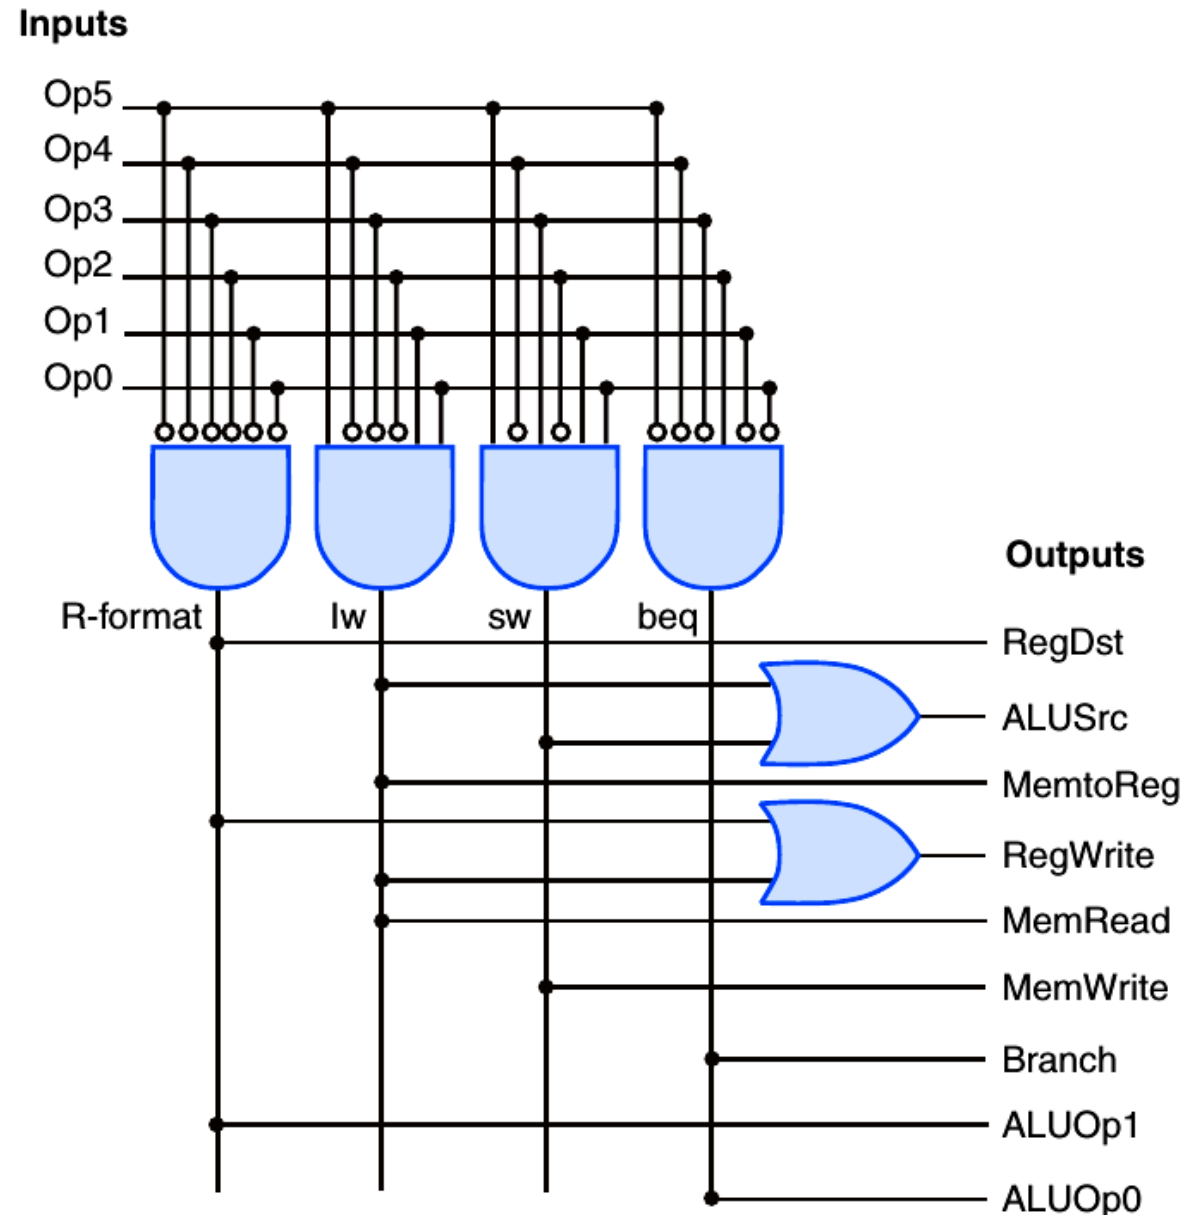 Inputs
Op5
Op4
Op3
Op2
Op1
Op0
Outputs
R-format
lw
sw
beq
RegDst
ALUSrc
MemtoReg
RegWrite
MemRead
MemWrite
Branch
ALUOp1
ALUOp0